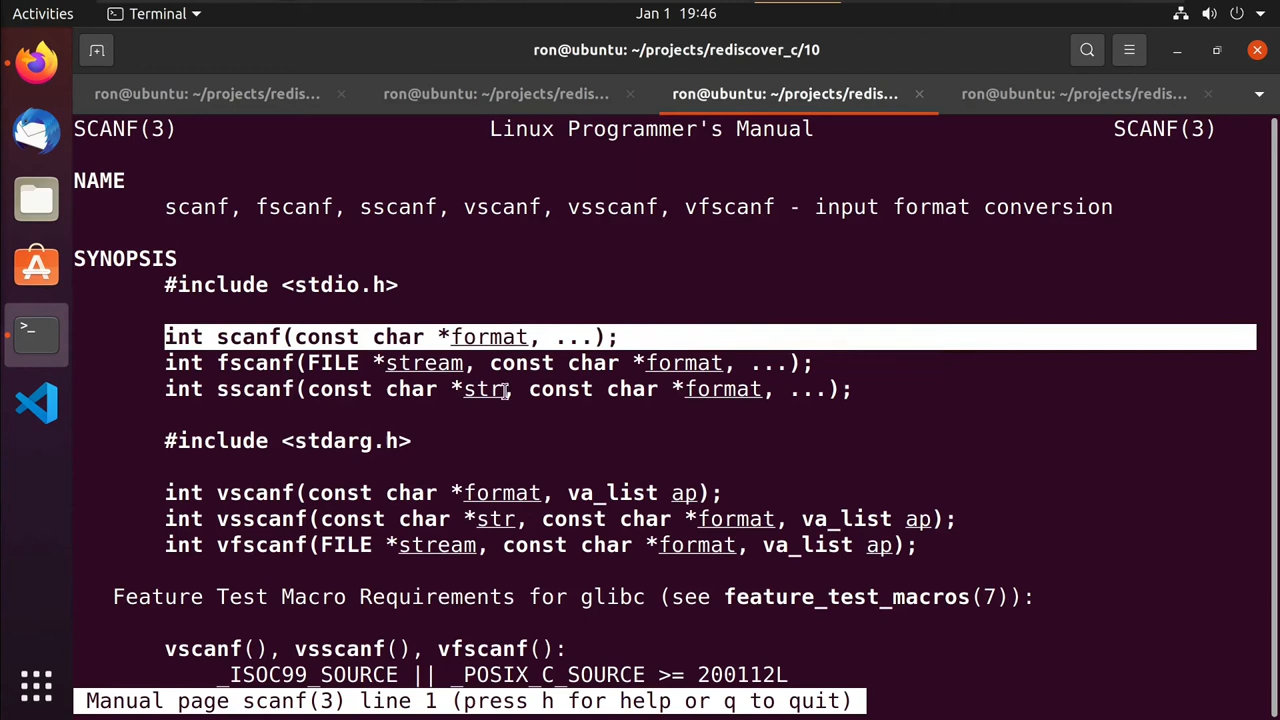 Activities Terminal Jan 1 19:46
ron@ubuntu: ~/projects/rediscover_c/10
ron@ubuntu: ~/projects/redis... ron@ubuntu: ~/projects/redis... ron@ubuntu: ~/projects/redis... ron@ubuntu: ~/projects/redis...
SCANF(3) Linux Programmer's Manual SCANF(3)
NAME
scanf, fscanf, sscanf, vscanf, vsscanf, vfscanf - input format conversion
SYNOPSIS
#include <stdio.h>
int scanf(const char *format, ...);
int fscanf(FILE *stream, const char *format, ...);
int sscanf(const char *str, const char *format, ...);
#include <stdarg.h>
int vscanf(const char *format, va_list ap);
int vsscanf(const char *str, const char *format, va_list ap);
int vfscanf(FILE *stream, const char *format, va_list ap);
Feature Test Macro Requirements for glibc (see feature_test_macros(7)):
vscanf(), vsscanf(), vfscanf():
_ISOC99_SOURCE || _POSIX_C_SOURCE >= 200112L
Manual page scanf(3) line 1 (press h for help or q to quit)